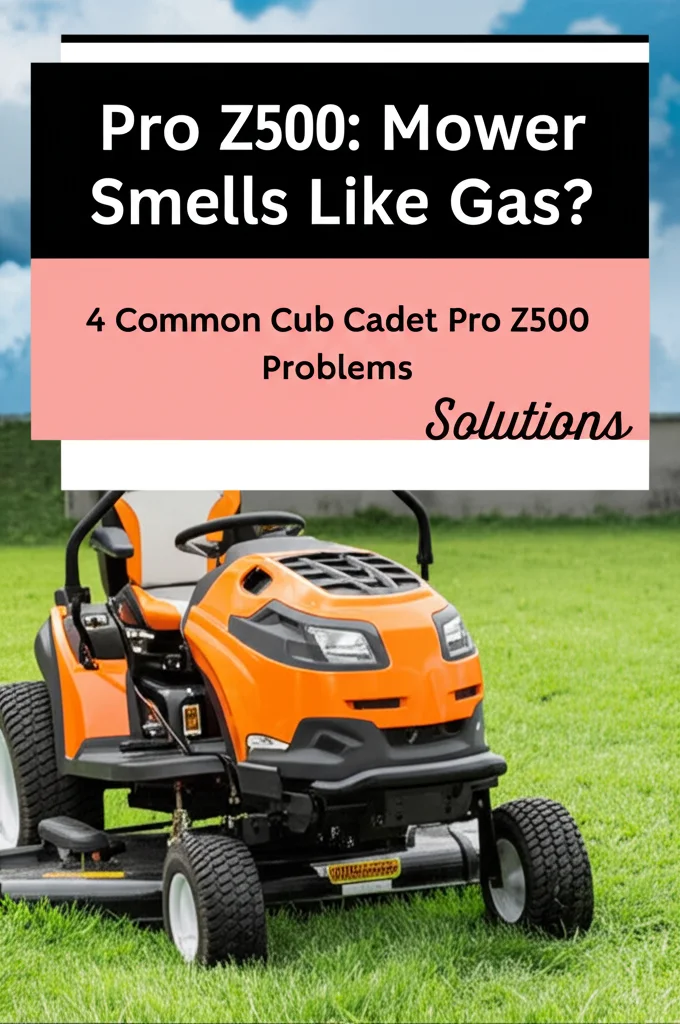 Pro Z500: Mower
Smells Like Gas?
4 Common Cub Cadet Pro Z500
Problems
Solutions